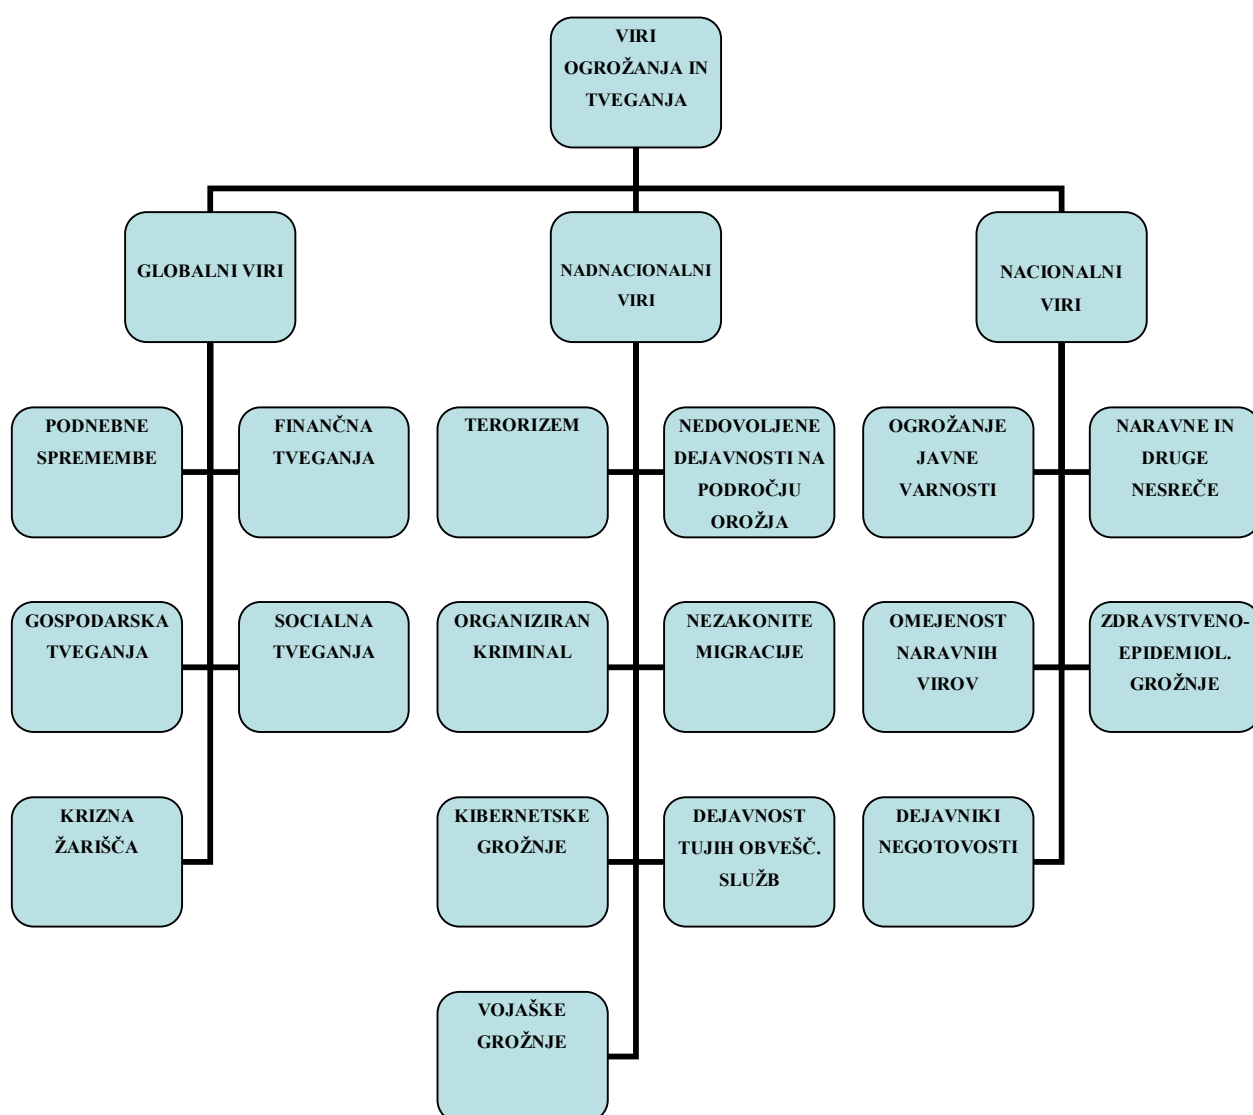 VIRI
OGROŽANJA IN
TVEGANJA
GLOBALNI VIRI
NADNACIONALNI
VIRI
NACIONALNI
VIRI
PODNEBNE
SPREMEMBE
FINANČNA
TVEGANJA
TERORIZEM
NEDOVOLJENE
DEJAVNOSTI NA
PODROČJU
OROŽJA
OGROŽANJE
JAVNE
VARNOSTI
NARAVNE IN
DRUGE
NESREČE
GOSPODARSKA
TVEGANJA
SOCIALNA
TVEGANJA
ORGANIZIRAN
KRIMINAL
NEZAKONITE
MIGRACIJE
OMEJENOST
NARAVNIH
VIROV
ZDRAVSTVENO-
EPIDEMIOL.
GROŽNJE
KRIZNA
ŽARIŠČA
KIBERNETSKE
GROŽNJE
DEJAVNOST
TUJIH OBVEŠČ.
SLUŽB
DEJAVNIKI
NEGOTOVOSTI
VOJAŠKE
GROŽNJE